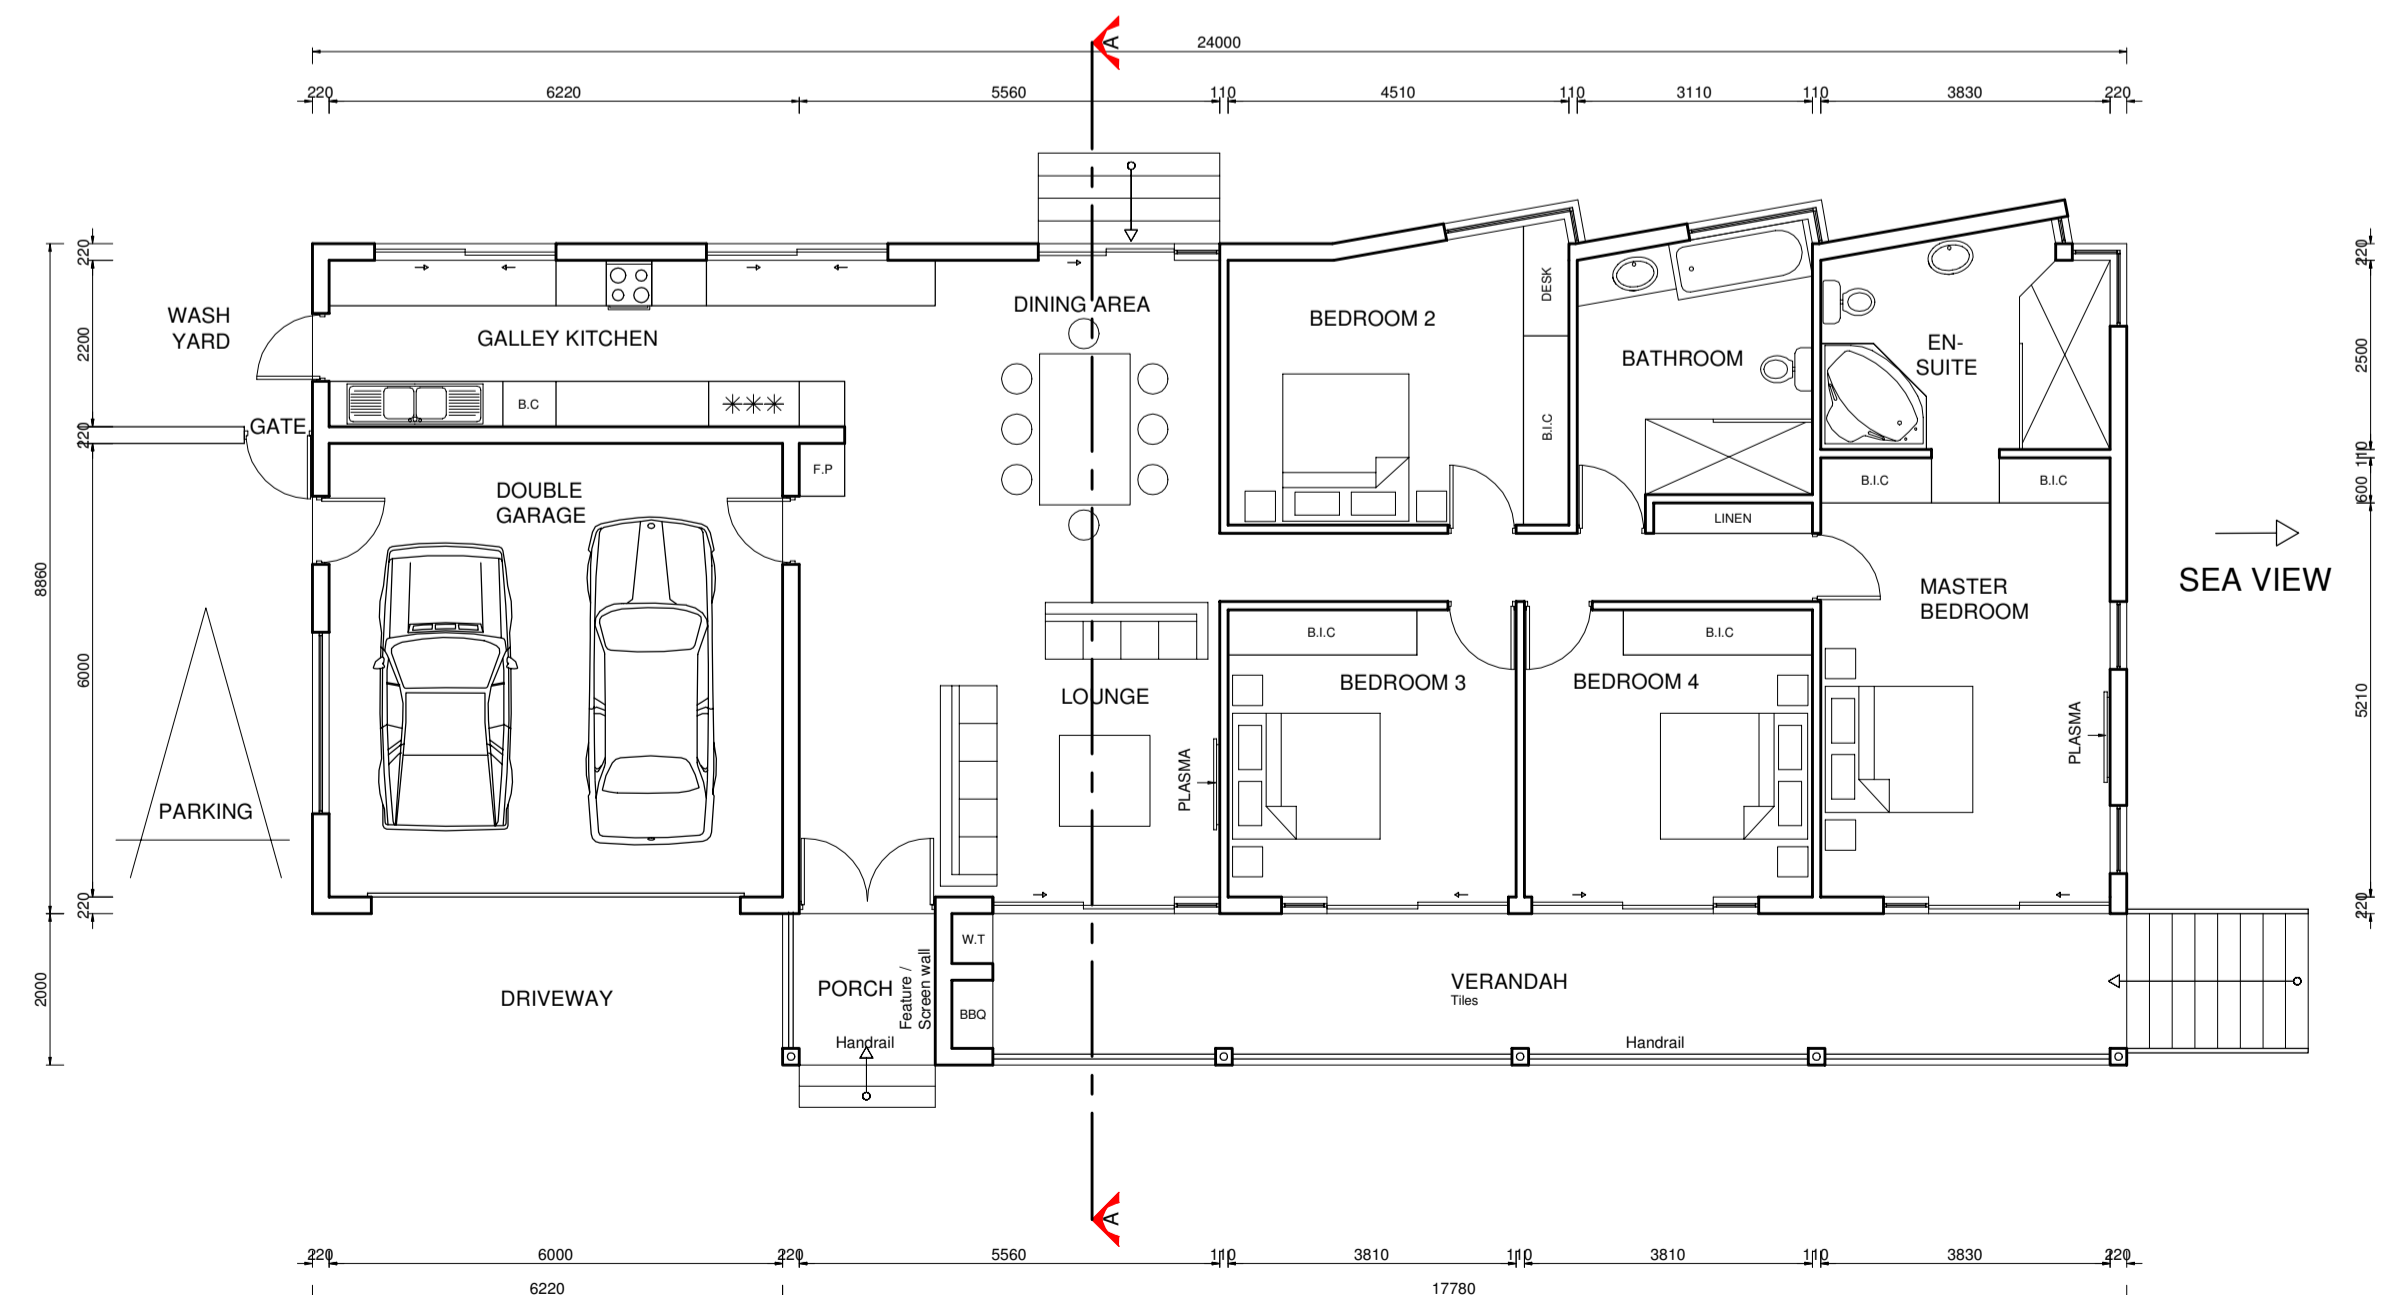 A
24000
220
6220
5560
110
4510
110
3110
110
3830
220
220
2200
220
6000
220
8860
2000
220
2500
110
600
5210
220
WASH
YARD
GATE
GALLEY KITCHEN
B.C
F.P
DINING AREA
BEDROOM 2
DESK
B.I.C
BATHROOM
LINEN
EN-
SUITE
B.I.C
B.I.C
DOUBLE
GARAGE
PARKING
LOUNGE
PLASMA
B.I.C
BEDROOM 3
B.I.C
BEDROOM 4
MASTER
BEDROOM
PLASMA
SEA VIEW
DRIVEWAY
PORCH
Feature /
Screen wall
Handrail
W.T
BBQ
VERANDAH
Tiles
Handrail
A
220
6000
220
5560
110
3810
110
3810
110
3830
220
6220
17780